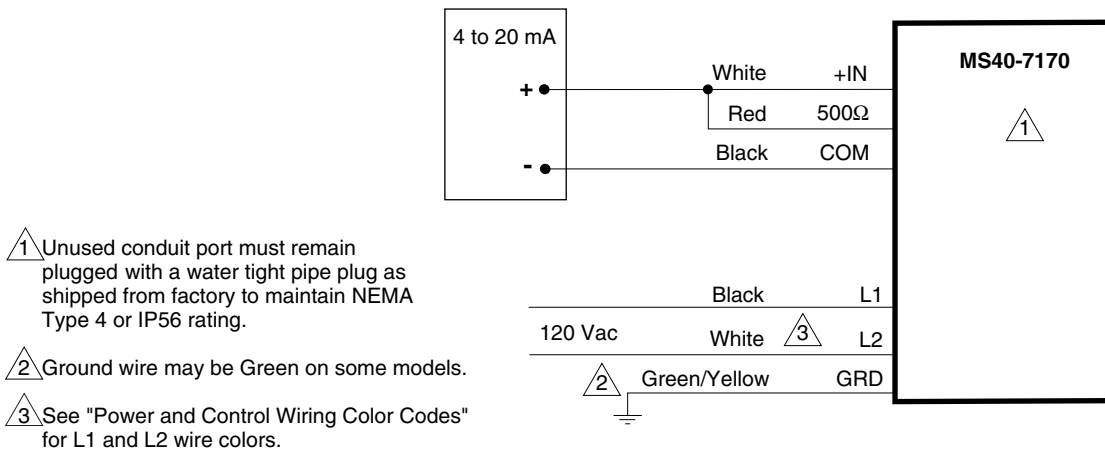 4 to 20 mA
+
-
White +IN
Red 500Ω
Black COM
MS40-7170
1
Black L1
120 Vac
White 3 L2
2 Green/Yellow GRD
1 Unused conduit port must remain
plugged with a water tight pipe plug as
shipped from factory to maintain NEMA
Type 4 or IP56 rating.
2 Ground wire may be Green on some models.
3 See "Power and Control Wiring Color Codes"
for L1 and L2 wire colors.